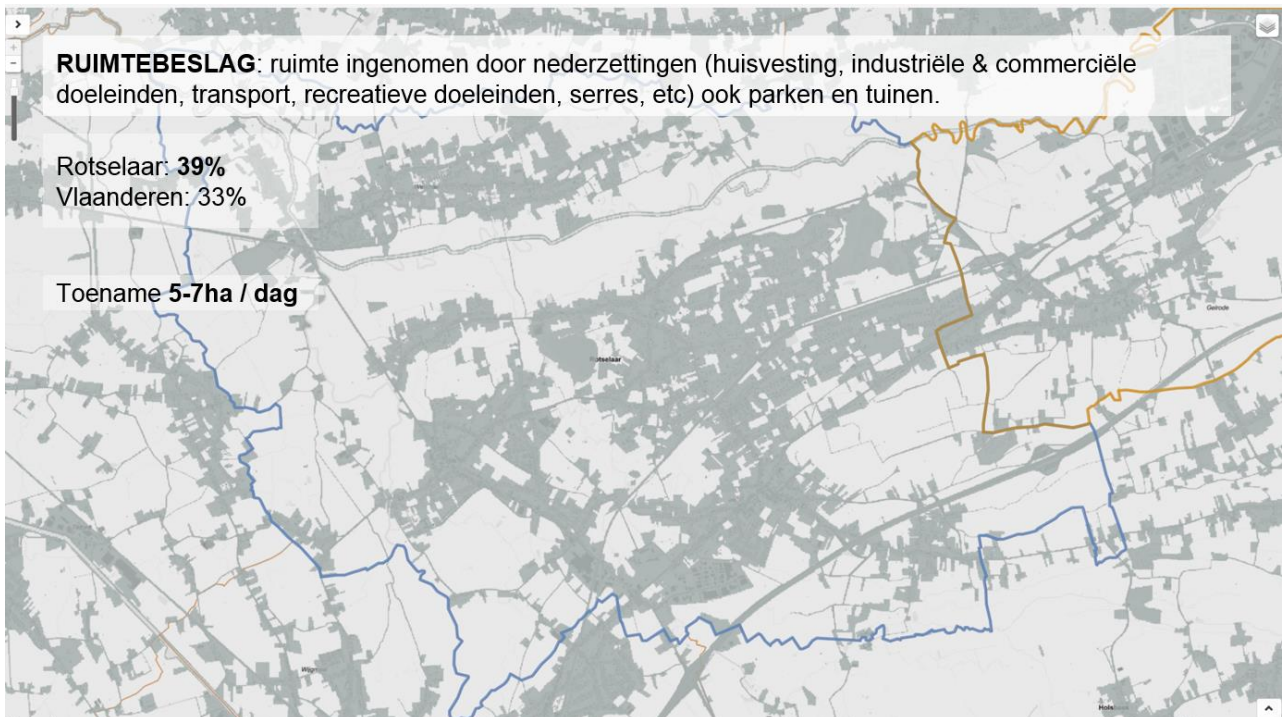 RUIMTEBESLAG: ruimte ingenomen door nederzettingen (huisvesting, industriële & commerciële
doeleinden, transport, recreatieve doeleinden, serres, etc) ook parken en tuinen.
Rotselaar: 39%
Vlaanderen: 33%
Toename 5-7ha / dag
Gelrode
Rotselaar